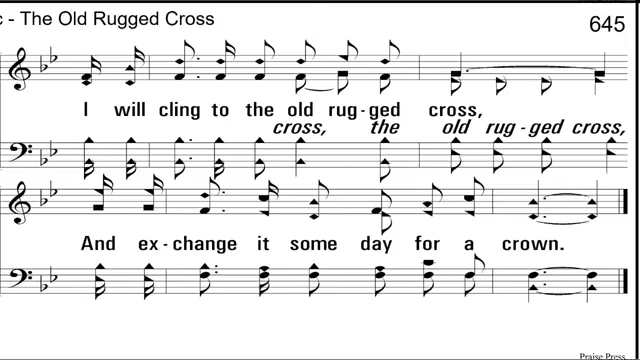 c - The Old Rugged Cross
645
I will cling to the old rug-ged cross,
cross, the old rug-ged cross,
And ex-change it some day for a crown.
Praise Press